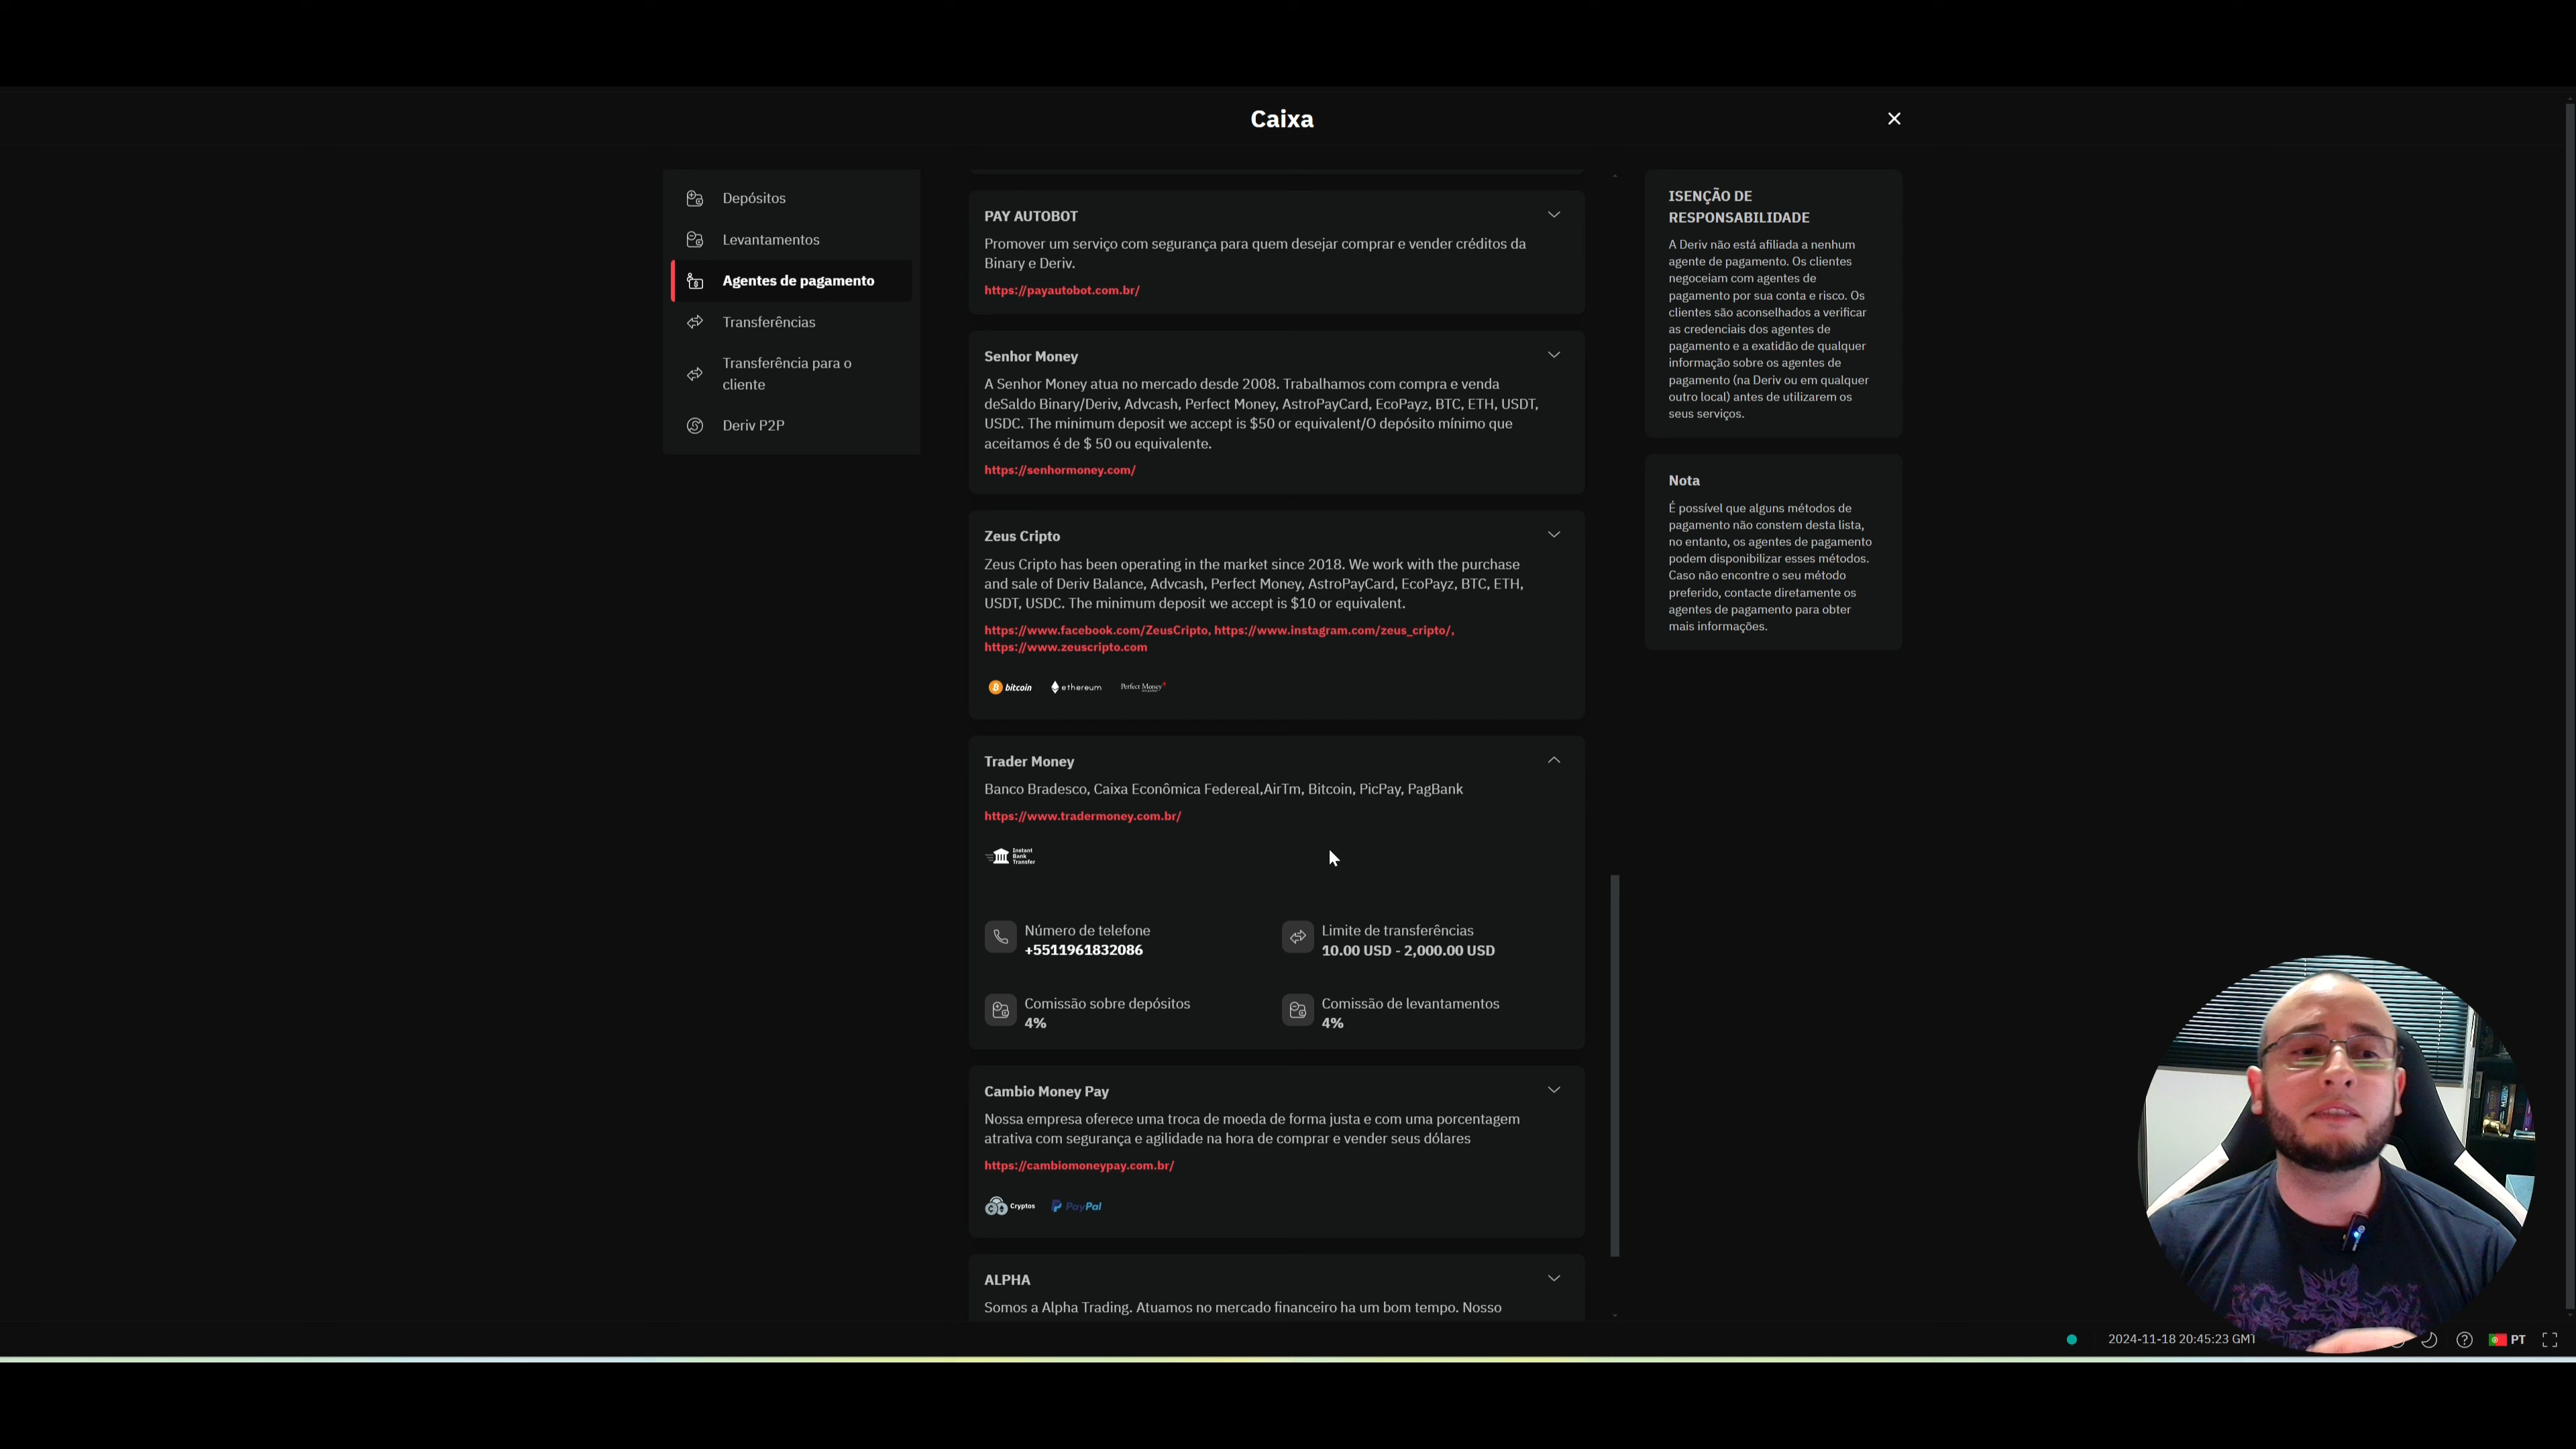 Caixa
Depósitos
Levantamentos
Agentes de pagamento
Transferências
Transferência para o
cliente
Deriv P2P
PAY AUTOBOT
Promover um serviço com segurança para quem desejar comprar e vender créditos da
Binary e Deriv.
https://payautobot.com.br/
Senhor Money
A Senhor Money atua no mercado desde 2008. Trabalhamos com compra e venda
deSaldo Binary/Deriv, Advcash, Perfect Money, AstroPayCard, EcoPayz, BTC, ETH, USDT,
USDC. The minimum deposit we accept is $50 or equivalent/O depósito mínimo que
aceitamos é de $ 50 ou equivalente.
https://senhormoney.com/
Zeus Cripto
Zeus Cripto has been operating in the market since 2018. We work with the purchase
and sale of Deriv Balance, Advcash, Perfect Money, AstroPayCard, EcoPayz, BTC, ETH,
USDT, USDC. The minimum deposit we accept is $10 or equivalent.
https://www.facebook.com/ZeusCripto, https://www.instagram.com/zeus_cripto/,
https://www.zeuscripto.com
bitcoin ethereum Perfect Money
Trader Money
Banco Bradesco, Caixa Econômica Federeal,AirTm, Bitcoin, PicPay, PagBank
https://www.tradermoney.com.br/
Instant
Bank
Transfer
Número de telefone
+5511961832086
Limite de transferências
10.00 USD - 2,000.00 USD
Comissão sobre depósitos
4%
Comissão de levantamentos
4%
Cambio Money Pay
Nossa empresa oferece uma troca de moeda de forma justa e com uma porcentagem
atrativa com segurança e agilidade na hora de comprar e vender seus dólares
https://cambiomoneypay.com.br/
Cryptos PayPal
ALPHA
Somos a Alpha Trading. Atuamos no mercado financeiro ha um bom tempo. Nosso
ISENÇÃO DE
RESPONSABILIDADE
A Deriv não está afiliada a nenhum
agente de pagamento. Os clientes
negoceiam com agentes de
pagamento por sua conta e risco. Os
clientes são aconselhados a verificar
as credenciais dos agentes de
pagamento e a exatidão de qualquer
informação sobre os agentes de
pagamento (na Deriv ou em qualquer
outro local) antes de utilizarem os
seus serviços.
Nota
É possível que alguns métodos de
pagamento não constem desta lista,
no entanto, os agentes de pagamento
podem disponibilizar esses métodos.
Caso não encontre o seu método
preferido, contacte diretamente os
agentes de pagamento para obter
mais informações.
2024-11-18 20:45:23 GMT
PT